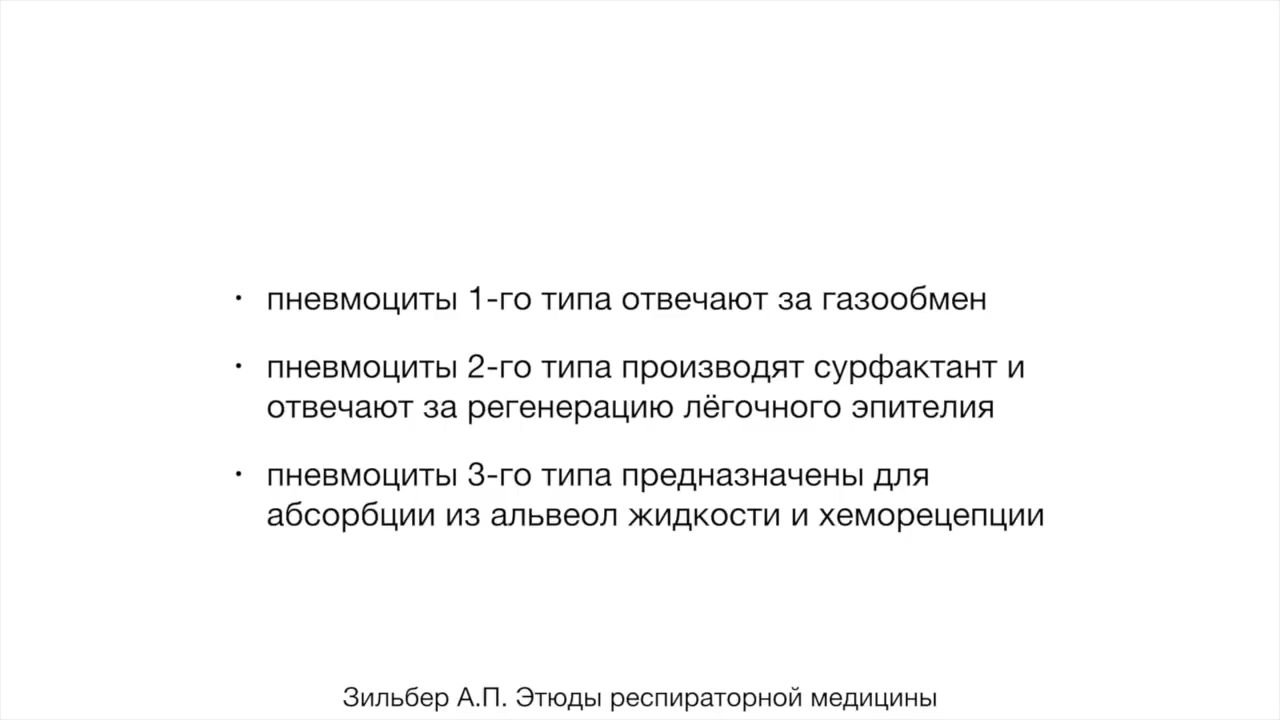 • пневмоциты 1-го типа отвечают за газообмен
• пневмоциты 2-го типа производят сурфактант и
отвечают за регенерацию лёгочного эпителия
• пневмоциты 3-го типа предназначены для
абсорбции из альвеол жидкости и хеморецепции
Зильбер А.П. Этюды респираторной медицины